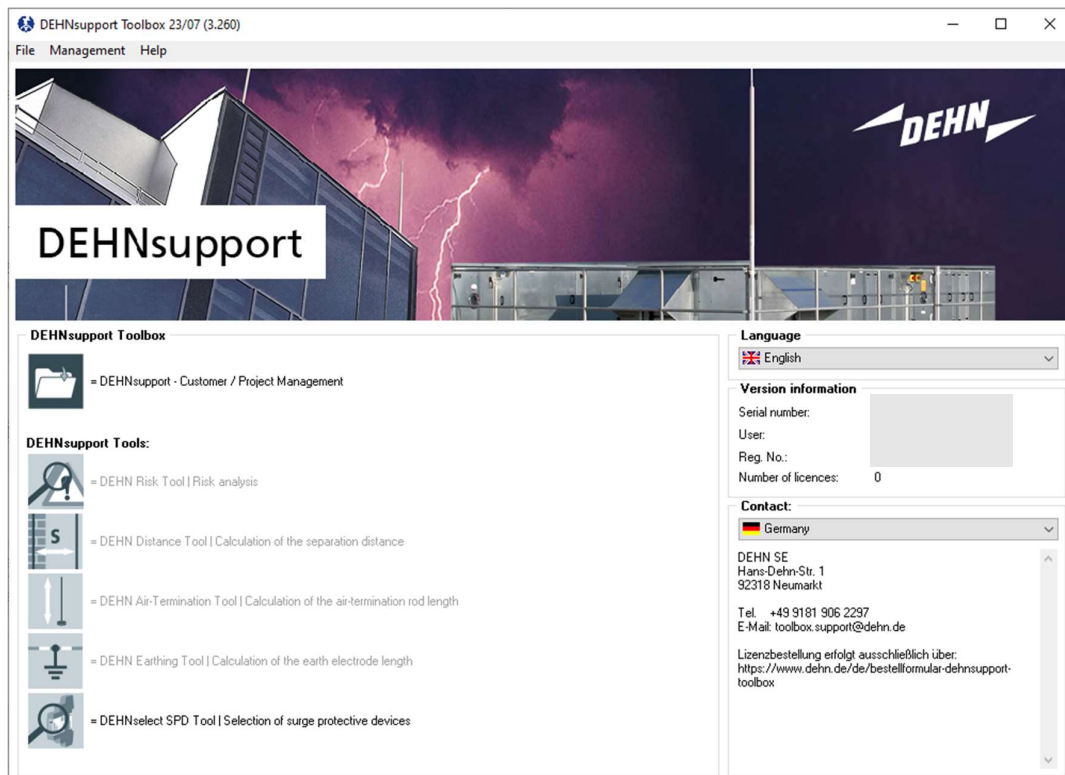 DEHNsupport Toolbox 23/07 (3.260)
File Management Help
DEHN
DEHNsupport
DEHNsupport Toolbox
= DEHNsupport - Customer / Project Management
DEHNsupport Tools:
= DEHN Risk Tool | Risk analysis
S
= DEHN Distance Tool | Calculation of the separation distance
= DEHN Air-Termination Tool | Calculation of the air-termination rod length
= DEHN Earthing Tool | Calculation of the earth electrode length
= DEHNselect SPD Tool | Selection of surge protective devices
Language
English
Version information
Serial number:
User:
Reg. No.:
Number of licences: 0
Contact:
Germany
DEHN SE
Hans-Dehn-Str. 1
92318 Neumarkt
Tel. +49 9181 906 2297
E-Mail: toolbox.support@dehn.de
Lizenzbestellung erfolgt ausschließlich über:
https://www.dehn.de/de/bestellformular-dehnsupport-
toolbox